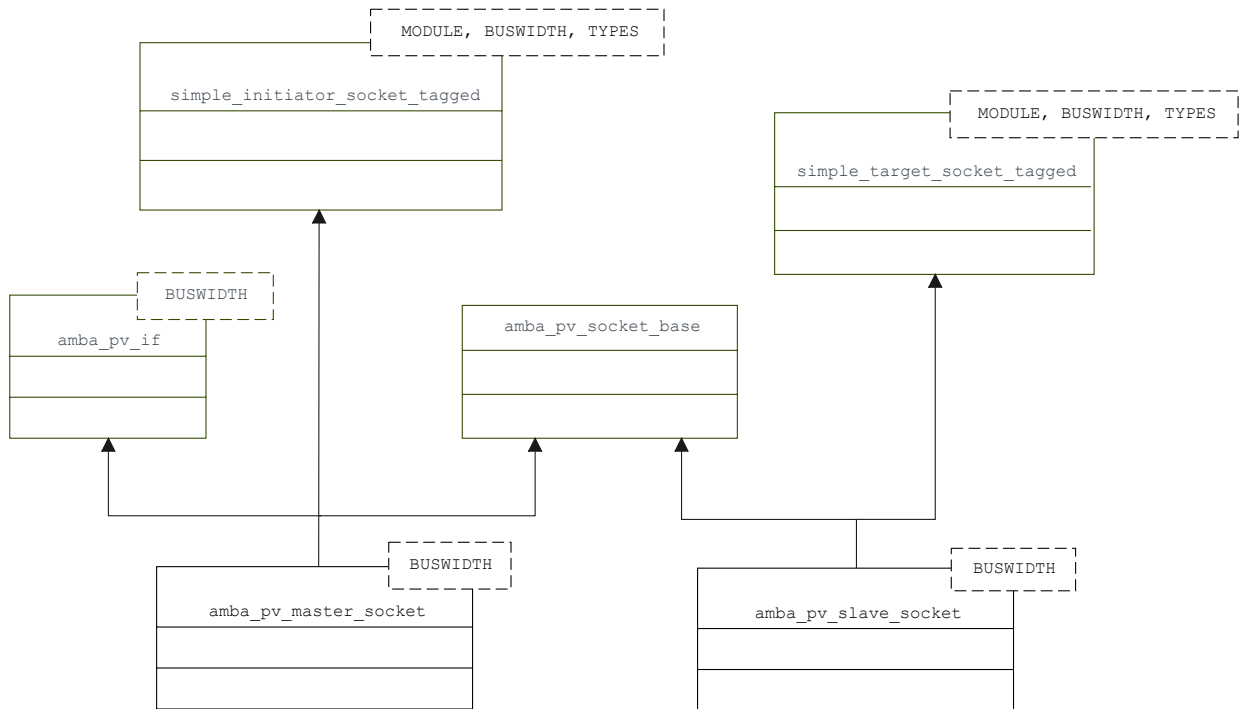 MODULE, BUSWIDTH, TYPES
simple_initiator_socket_tagged
MODULE, BUSWIDTH, TYPES
simple_target_socket_tagged
BUSWIDTH
amba_pv_if
amba_pv_socket_base
BUSWIDTH
amba_pv_master_socket
BUSWIDTH
amba_pv_slave_socket